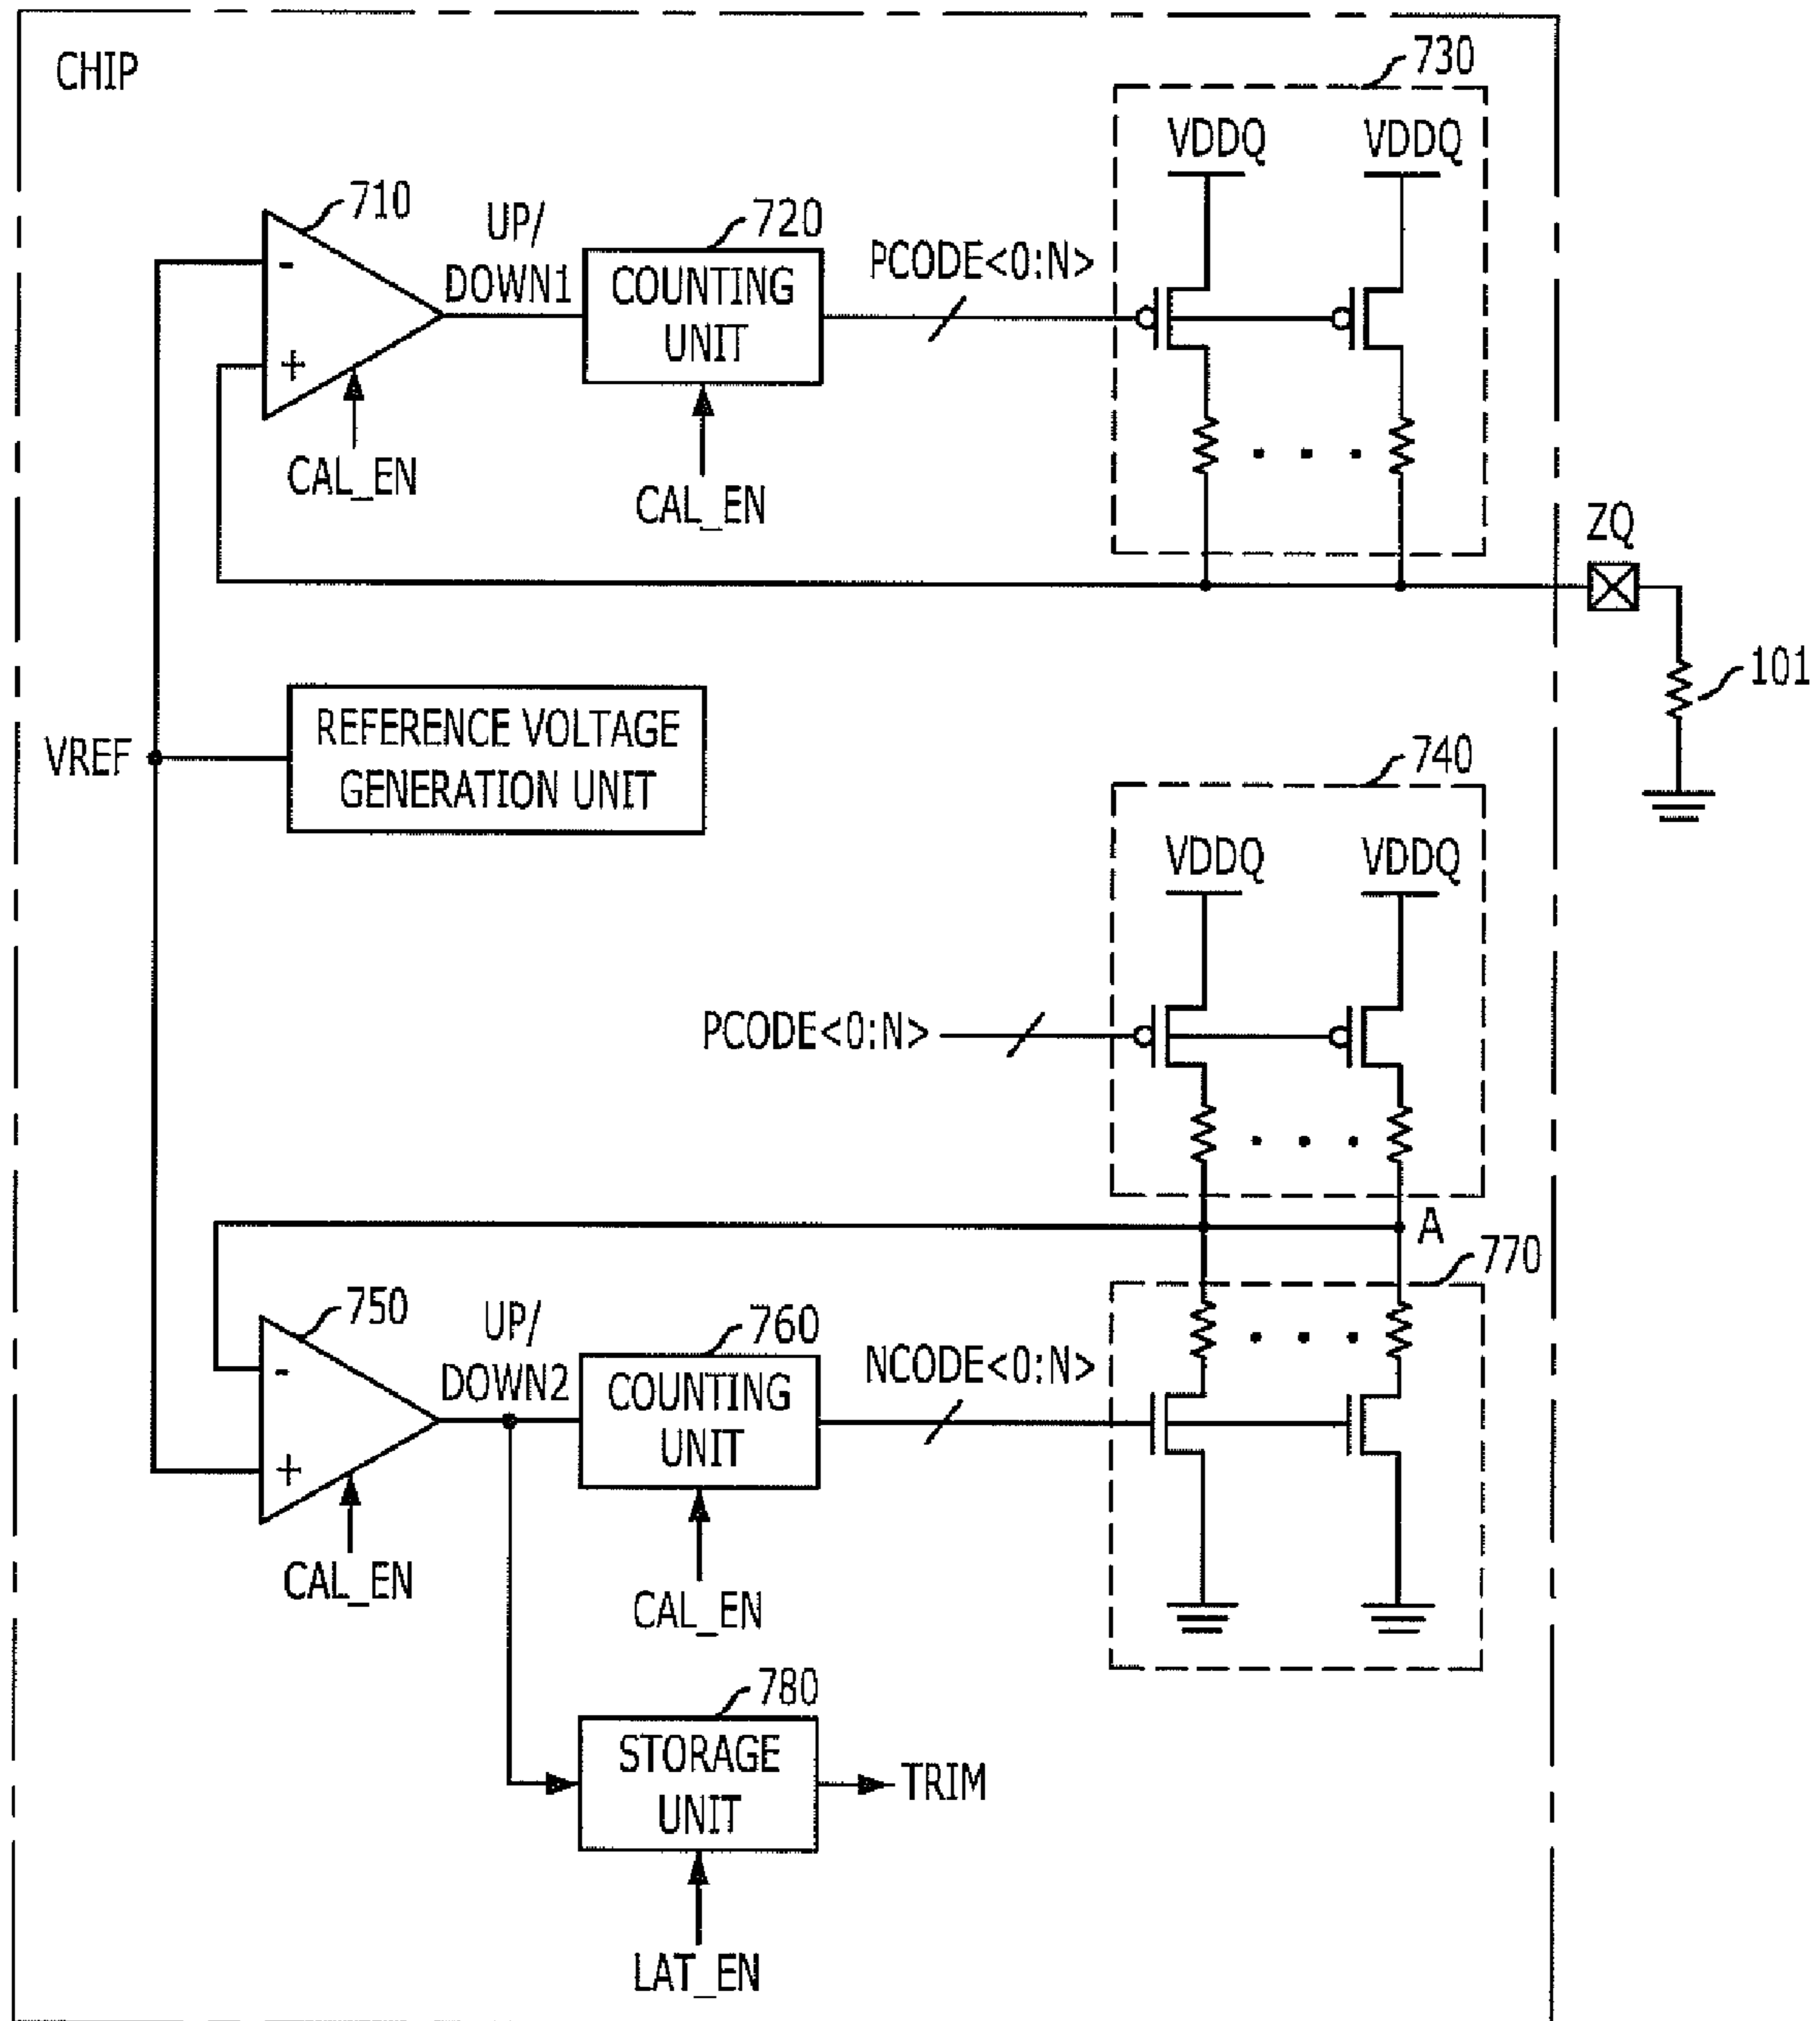 CHIP
730
VDDQ VDDQ
710
-
+
UP/
DOWN1
720
COUNTING
UNIT
PCODE<0:N>
CAL_EN
CAL_EN
ZQ
101
VREF
REFERENCE VOLTAGE
GENERATION UNIT
740
VDDQ VDDQ
PCODE<0:N>
A
770
750
-
+
UP/
DOWN2
760
COUNTING
UNIT
NCODE<0:N>
CAL_EN
CAL_EN
780
STORAGE
UNIT
TRIM
LAT_EN